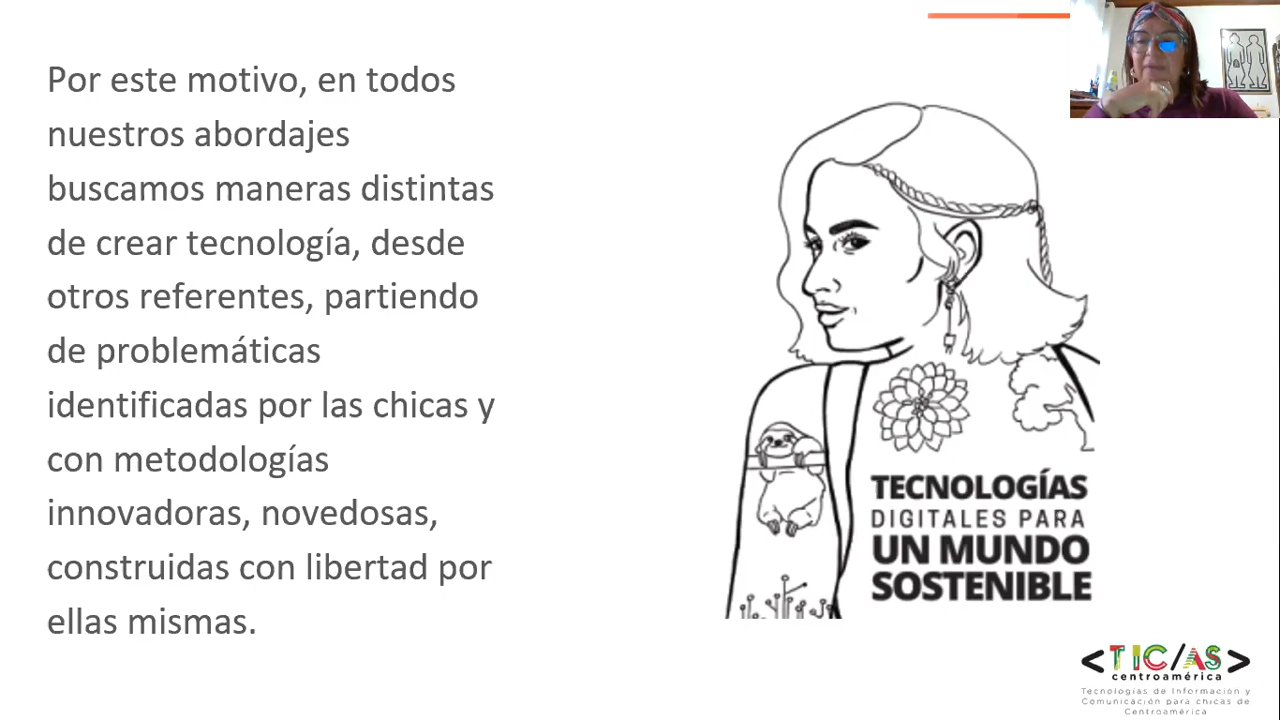 Por este motivo, en todos
nuestros abordajes
buscamos maneras distintas
de crear tecnología, desde
otros referentes, partiendo
de problemáticas
identificadas por las chicas y
con metodologías
innovadoras, novedosas,
construidas con libertad por
ellas mismas.
TECNOLOGÍAS
DIGITALES PARA
UN MUNDO
SOSTENIBLE
<TIC/AS>
centroamérica
Tecnologías de Información y
Comunicación para chicas de
Centroamérica